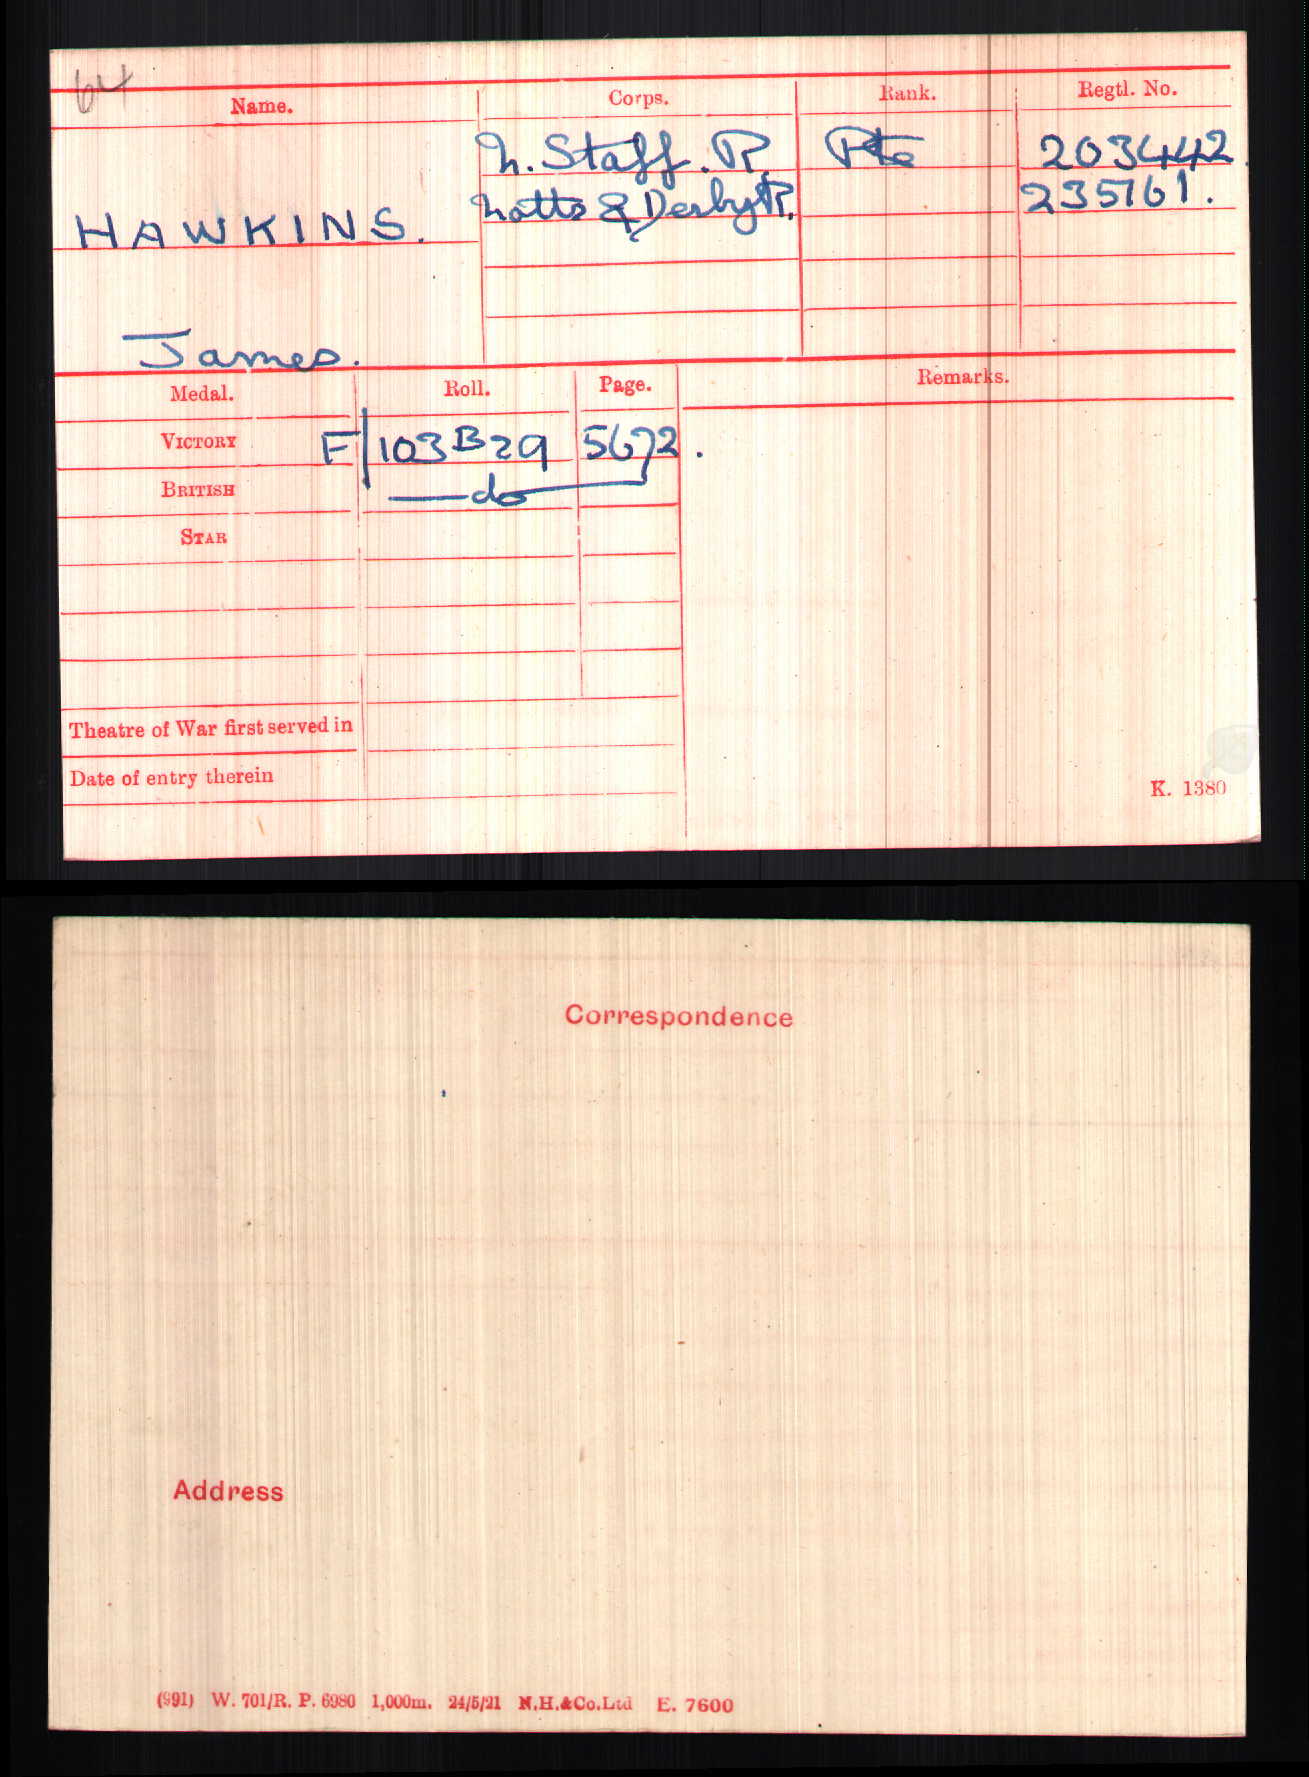 64
Name. Corps. Rank. Regtl. No.
N. Staff. R. Pte 203442.
Notts & Derby R. 235161.
HAWKINS.
James.
Medal. Roll. Page. Remarks.
VICTORY F/103 B 29 5672.
BRITISH —do—
STAR
Theatre of War first served in
Date of entry therein
K. 1380
Correspondence
Address
(991) W. 701/R. P. 6980 1,000m. 24/5/21 N.H.&Co.Ltd E. 7600